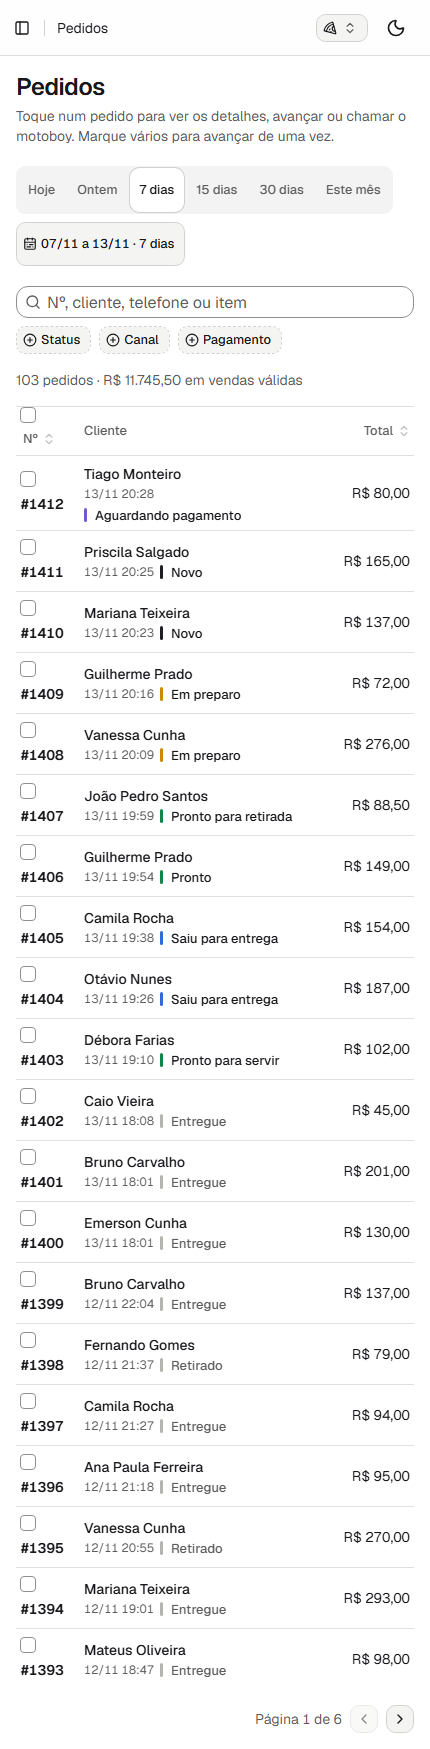 Pedidos
Pedidos
Toque num pedido para ver os detalhes, avançar ou chamar o
motoboy. Marque vários para avançar de uma vez.
Hoje Ontem 7 dias 15 dias 30 dias Este mês
07/11 a 13/11 · 7 dias
Nº, cliente, telefone ou item
Status Canal Pagamento
103 pedidos · R$ 11.745,50 em vendas válidas
Nº Cliente Total
Tiago Monteiro
#1412 13/11 20:28 R$ 80,00
Aguardando pagamento
Priscila Salgado
#1411 13/11 20:25 Novo R$ 165,00
Mariana Teixeira
#1410 13/11 20:23 Novo R$ 137,00
Guilherme Prado
#1409 13/11 20:16 Em preparo R$ 72,00
Vanessa Cunha
#1408 13/11 20:09 Em preparo R$ 276,00
João Pedro Santos
#1407 13/11 19:59 Pronto para retirada R$ 88,50
Guilherme Prado
#1406 13/11 19:54 Pronto R$ 149,00
Camila Rocha
#1405 13/11 19:38 Saiu para entrega R$ 154,00
Otávio Nunes
#1404 13/11 19:26 Saiu para entrega R$ 187,00
Débora Farias
#1403 13/11 19:10 Pronto para servir R$ 102,00
Caio Vieira
#1402 13/11 18:08 Entregue R$ 45,00
Bruno Carvalho
#1401 13/11 18:01 Entregue R$ 201,00
Emerson Cunha
#1400 13/11 18:01 Entregue R$ 130,00
Bruno Carvalho
#1399 12/11 22:04 Entregue R$ 137,00
Fernando Gomes
#1398 12/11 21:37 Retirado R$ 79,00
Camila Rocha
#1397 12/11 21:27 Entregue R$ 94,00
Ana Paula Ferreira
#1396 12/11 21:18 Entregue R$ 95,00
Vanessa Cunha
#1395 12/11 20:55 Retirado R$ 270,00
Mariana Teixeira
#1394 12/11 19:01 Entregue R$ 293,00
Mateus Oliveira
#1393 12/11 18:47 Entregue R$ 98,00
Página 1 de 6